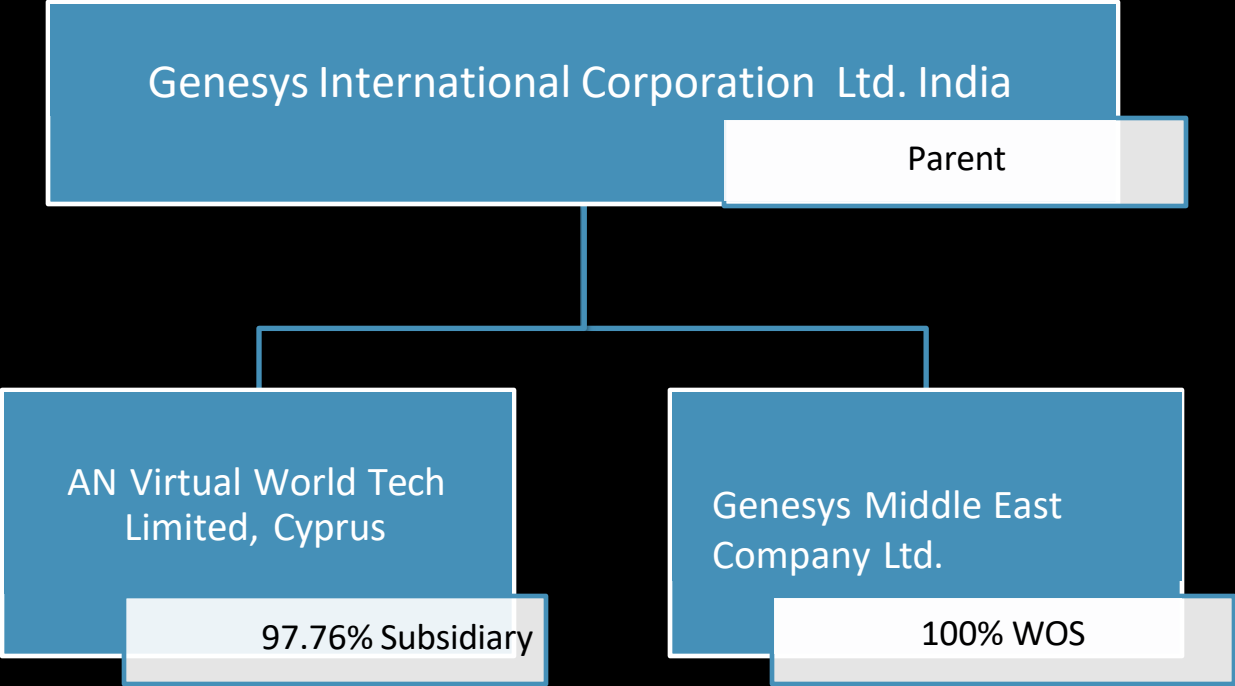 Genesys International Corporation Ltd. India
Parent
AN Virtual World Tech
Limited, Cyprus
97.76% Subsidiary
Genesys Middle East
Company Ltd.
100% WOS